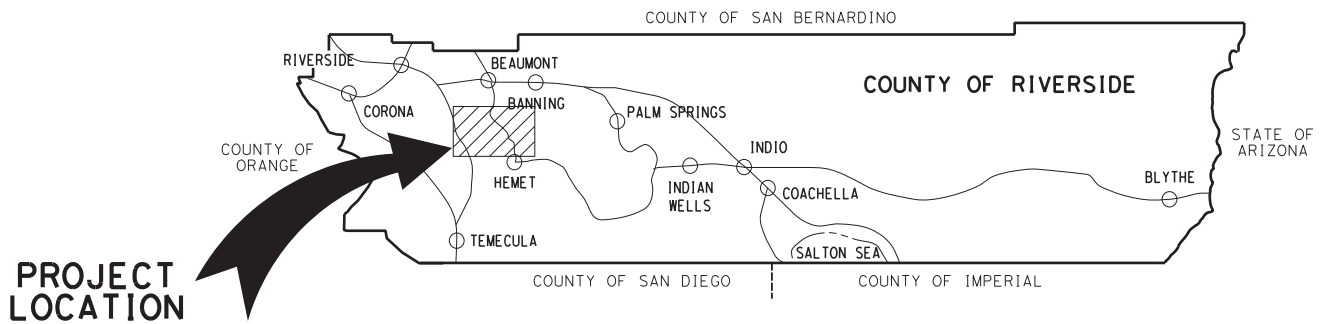 COUNTY OF SAN BERNARDINO
RIVERSIDE
BEAUMONT
COUNTY OF RIVERSIDE
BANNING
CORONA
PALM SPRINGS
STATE OF
ARIZONA
COUNTY OF
ORANGE
INDIO
HEMET
INDIAN
WELLS
COACHELLA
BLYTHE
TEMECULA
SALTON SEA
PROJECT
LOCATION
COUNTY OF SAN DIEGO
COUNTY OF IMPERIAL